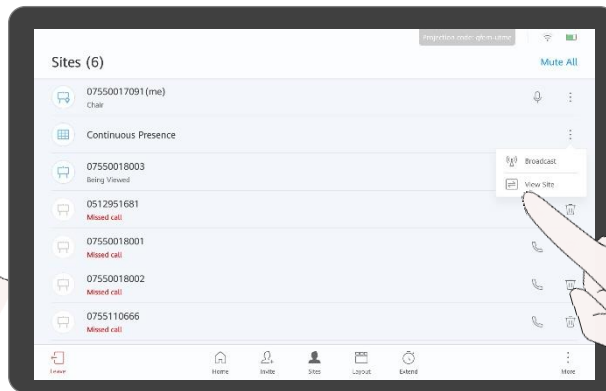 Sites (6)
Mute All
07550017091(me)
Chair
Continuous Presence
Broadcast
07550018003
Being Viewed
View Site
0512951681
Missed call
07550018001
Missed call
07550018002
Missed call
0755110666
Missed call
Leave
Home
Invite
Sites
Layout
Extend
More